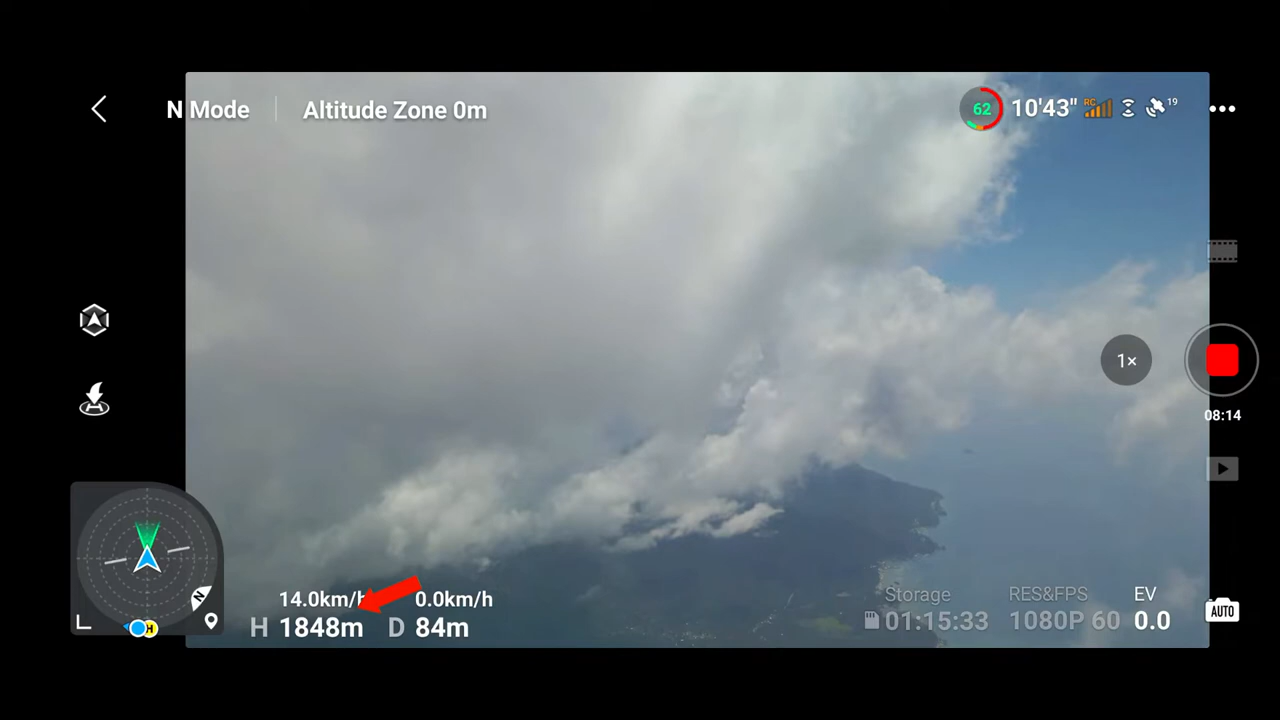 N Mode
Altitude Zone 0m
62
10'43"
RC
19
1×
08:14
N
H
14.0km/h
0.0km/h
H 1848m
D 84m
Storage
01:15:33
RES&FPS
1080P 60
EV
0.0
AUTO